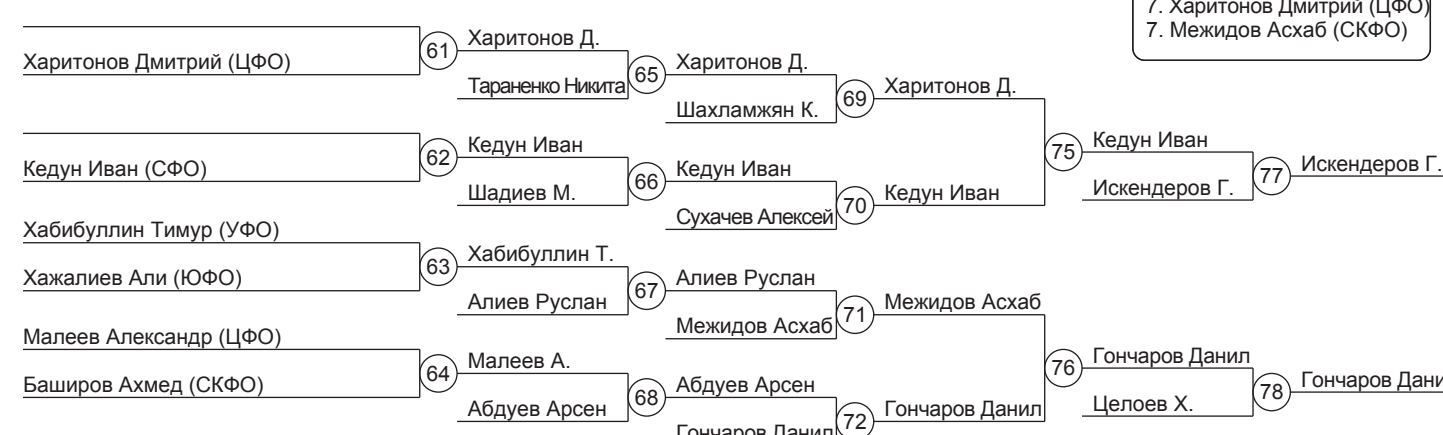 7. Харитонов Дмитрий (ЦФО)
7. Межидов Асхаб (СКФО)
Харитонов Дмитрий (ЦФО)
61
Харитонов Д.
Тараненко Никита
65
Харитонов Д.
Шахламжян К.
69
Харитонов Д.
Кедун Иван (СФО)
62
Кедун Иван
Шадиев М.
66
Кедун Иван
Сухачев Алексей
70
Кедун Иван
75
Кедун Иван
Искендеров Г.
77
Искендеров Г.
Хабибуллин Тимур (УФО)
Хажалиев Али (ЮФО)
63
Хабибуллин Т.
Алиев Руслан
67
Алиев Руслан
Межидов Асхаб
71
Межидов Асхаб
Малеев Александр (ЦФО)
Баширов Ахмед (СКФО)
64
Малеев А.
Абдуев Арсен
68
Абдуев Арсен
Гончаров Данил
72
Гончаров Данил
76
Гончаров Данил
Целоев Х.
78
Гончаров Дани